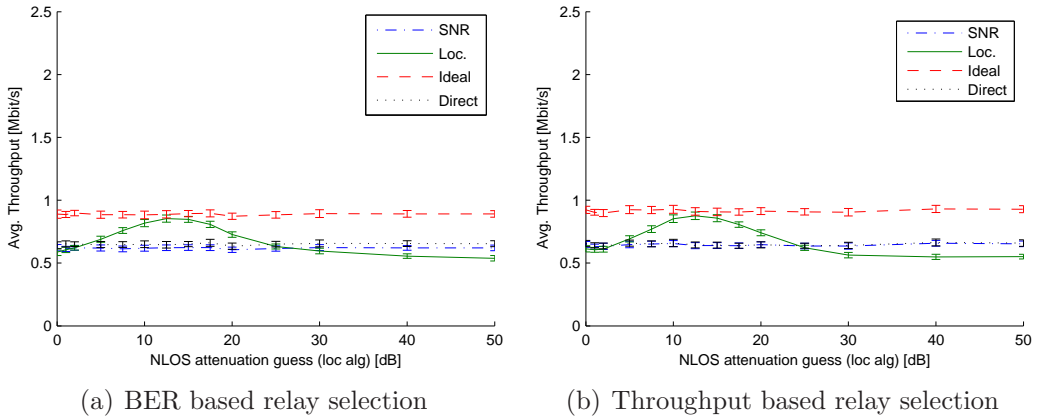 2.5
2
1.5
1
0.5
0
Avg. Throughput [Mbit/s]
SNR
Loc.
Ideal
Direct
0 10 20 30 40 50
NLOS attenuation guess (loc alg) [dB]
(a) BER based relay selection
2.5
2
1.5
1
0.5
0
Avg. Throughput [Mbit/s]
SNR
Loc.
Ideal
Direct
0 10 20 30 40 50
NLOS attenuation guess (loc alg) [dB]
(b) Throughput based relay selection